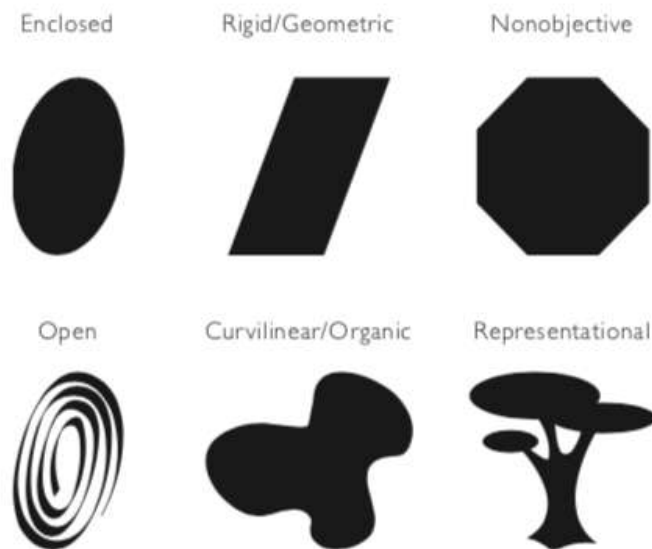 Enclosed
Rigid/Geometric
Nonobjective
Open
Curvilinear/Organic
Representational